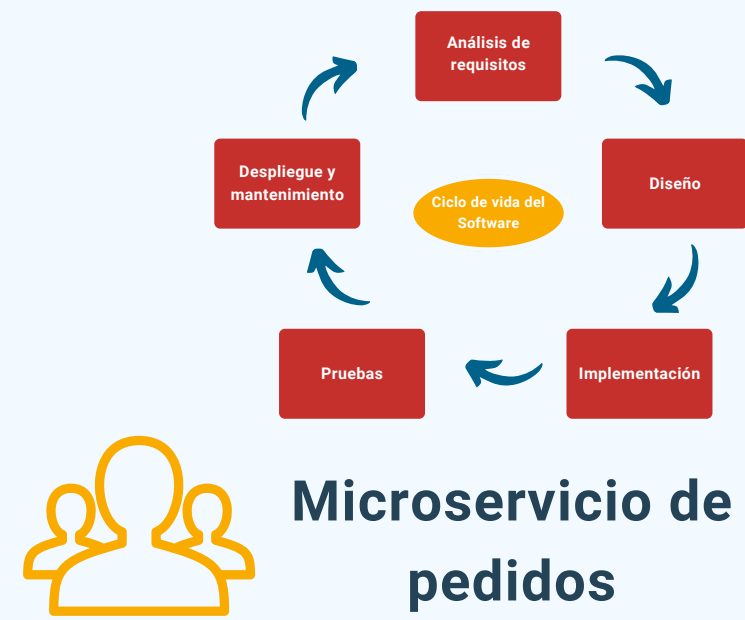 Análisis de
requisitos
Despliegue y
mantenimiento
Ciclo de vida del
Software
Diseño
Pruebas
Implementación
Microservicio de
pedidos